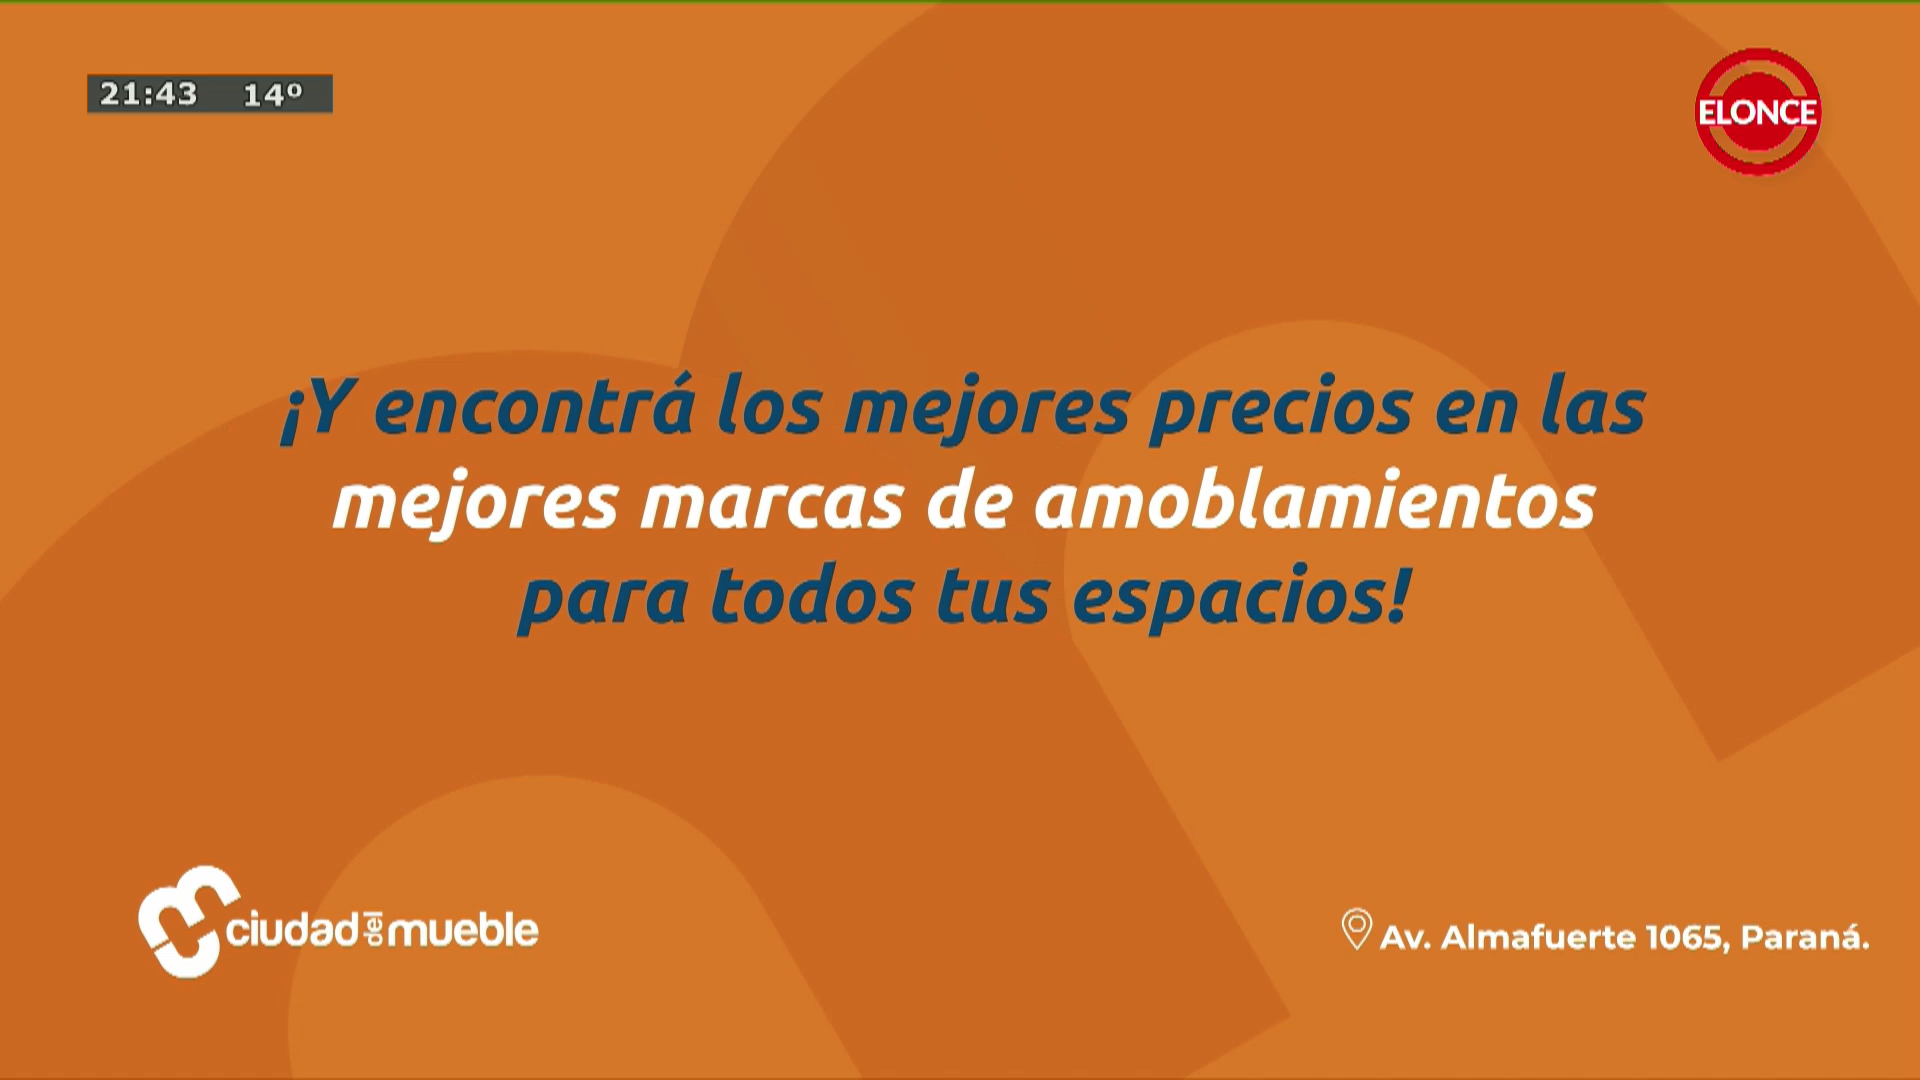 21:43 14º
ELONCE
¡Y encontrá los mejores precios en las
mejores marcas de amoblamientos
para todos tus espacios!
ciudad del mueble
Av. Almafuerte 1065, Paraná.